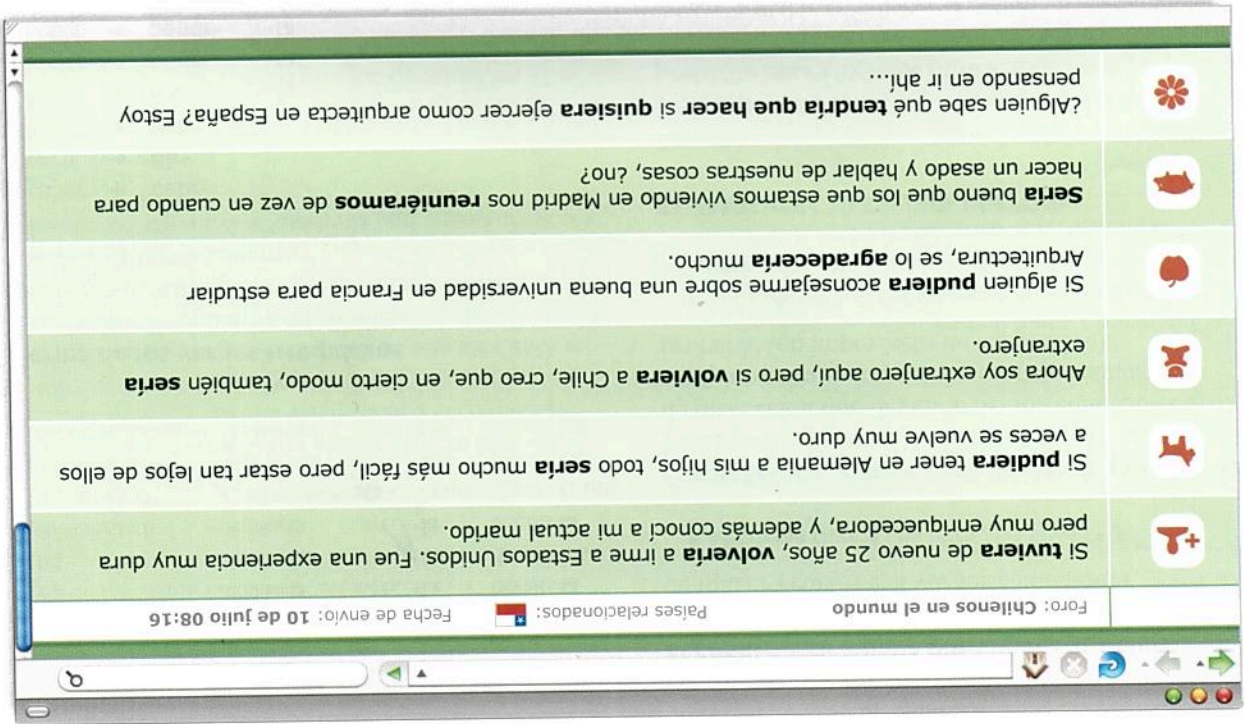 Foro: Chilenos en el mundo Países relacionados: Fecha de envío: 10 de julio 08:16
Si tuviera de nuevo 25 años, volvería a irme a Estados Unidos. Fue una experiencia muy dura
pero muy enriquecedora, y además conocí a mi actual marido.
Si pudiera tener en Alemania a mis hijos, todo sería mucho más fácil, pero estar tan lejos de ellos
a veces se vuelve muy duro.
Ahora soy extranjero aquí, pero si volviera a Chile, creo que, en cierto modo, también sería
extranjero.
Si alguien pudiera aconsejarme sobre una buena universidad en Francia para estudiar
Arquitectura, se lo agradecería mucho.
Sería bueno que los que estamos viviendo en Madrid nos reuniéramos de vez en cuando para
hacer un asado y hablar de nuestras cosas, ¿no?
¿Alguien sabe qué tendría que hacer si quisiera ejercer como arquitecta en España? Estoy
pensando en ir ahí...